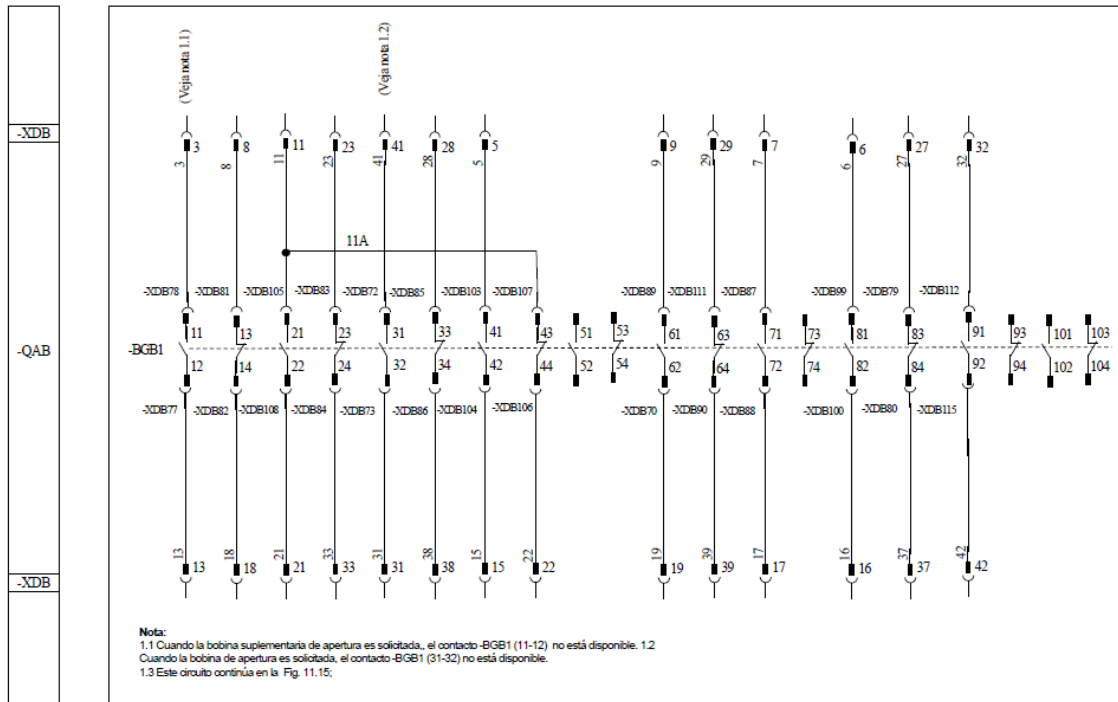 (Veja nota 1.1)
(Veja nota 1.2)
-XDB
3 8 11 23 41 28 5 9 29 7 6 27 32
3 8 11 23 41 28 5 9 29 7 6 27 32
11A
-XDB78 -XDB81 -XDB105 -XDB83 -XDB72 -XDB85 -XDB103 -XDB107 -XDB89 -XDB111 -XDB87 -XDB99 -XDB79 -XDB112
11 13 21 23 31 33 41 43 51 53 61 63 71 73 81 83 91 93 101 103
-QAB
-BGB1
12 14 22 24 32 34 42 44 52 54 62 64 72 74 82 84 92 94 102 104
-XDB77 -XDB82 -XDB108 -XDB84 -XDB73 -XDB86 -XDB104 -XDB106 -XDB70 -XDB90 -XDB88 -XDB100 -XDB80 -XDB115
13 18 21 33 31 38 15 22 19 39 17 16 37 42
13 18 21 33 31 38 15 22 19 39 17 16 37 42
-XDB
Nota:
1.1 Cuando la bobina suplementaria de apertura es solicitada,, el contacto -BGB1 (11-12) no está disponible. 1.2
Cuando la bobina de apertura es solicitada, el contacto -BGB1 (31-32) no está disponible.
1.3 Este circuito continúa en la Fig. 11.15;